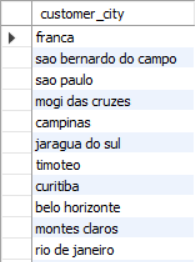 customer_city
franca
sao bernardo do campo
sao paulo
mogi das cruzes
campinas
jaragua do sul
timoteo
curitiba
belo horizonte
montes claros
rio de janeiro